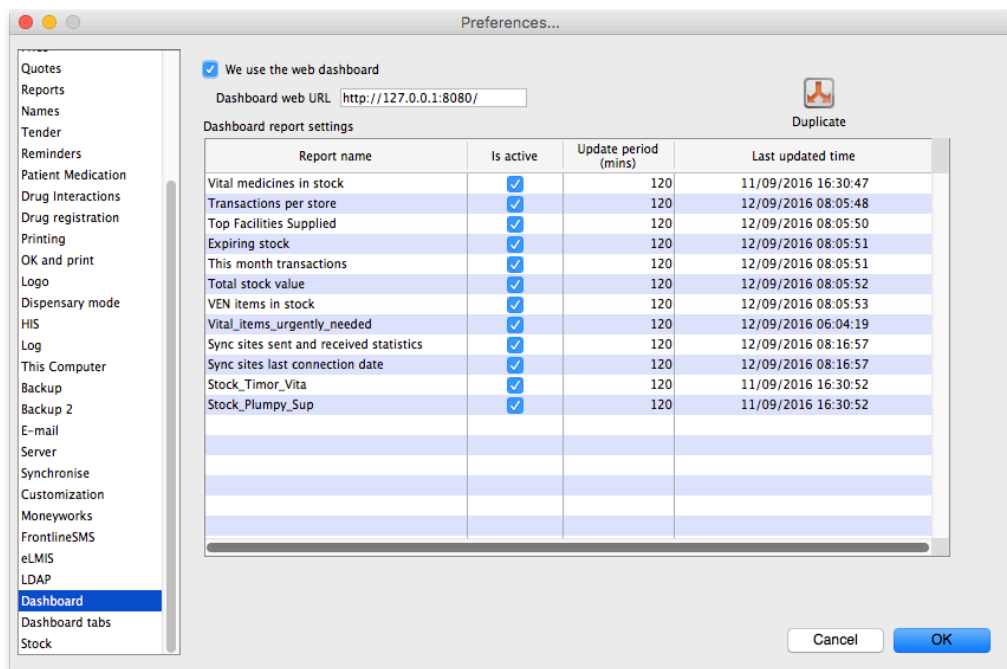 Preferences...
Quotes
Reports
Names
Tender
Reminders
Patient Medication
Drug Interactions
Drug registration
Printing
OK and print
Logo
Dispensary mode
HIS
Log
This Computer
Backup
Backup 2
E-mail
Server
Synchronise
Customization
Moneyworks
FrontlineSMS
eLMIS
LDAP
Dashboard
Dashboard tabs
Stock
We use the web dashboard
Dashboard web URL http://127.0.0.1:8080/
Duplicate
Dashboard report settings
Report name Is active Update period (mins) Last updated time
Vital medicines in stock 120 11/09/2016 16:30:47
Transactions per store 120 12/09/2016 08:05:48
Top Facilities Supplied 120 12/09/2016 08:05:50
Expiring stock 120 12/09/2016 08:05:51
This month transactions 120 12/09/2016 08:05:51
Total stock value 120 12/09/2016 08:05:52
VEN items in stock 120 12/09/2016 08:05:53
Vital_items_urgently_needed 120 12/09/2016 06:04:19
Sync sites sent and received statistics 120 12/09/2016 08:16:57
Sync sites last connection date 120 12/09/2016 08:16:57
Stock_Timor_Vita 120 11/09/2016 16:30:52
Stock_Plumpy_Sup 120 11/09/2016 16:30:52
Cancel OK